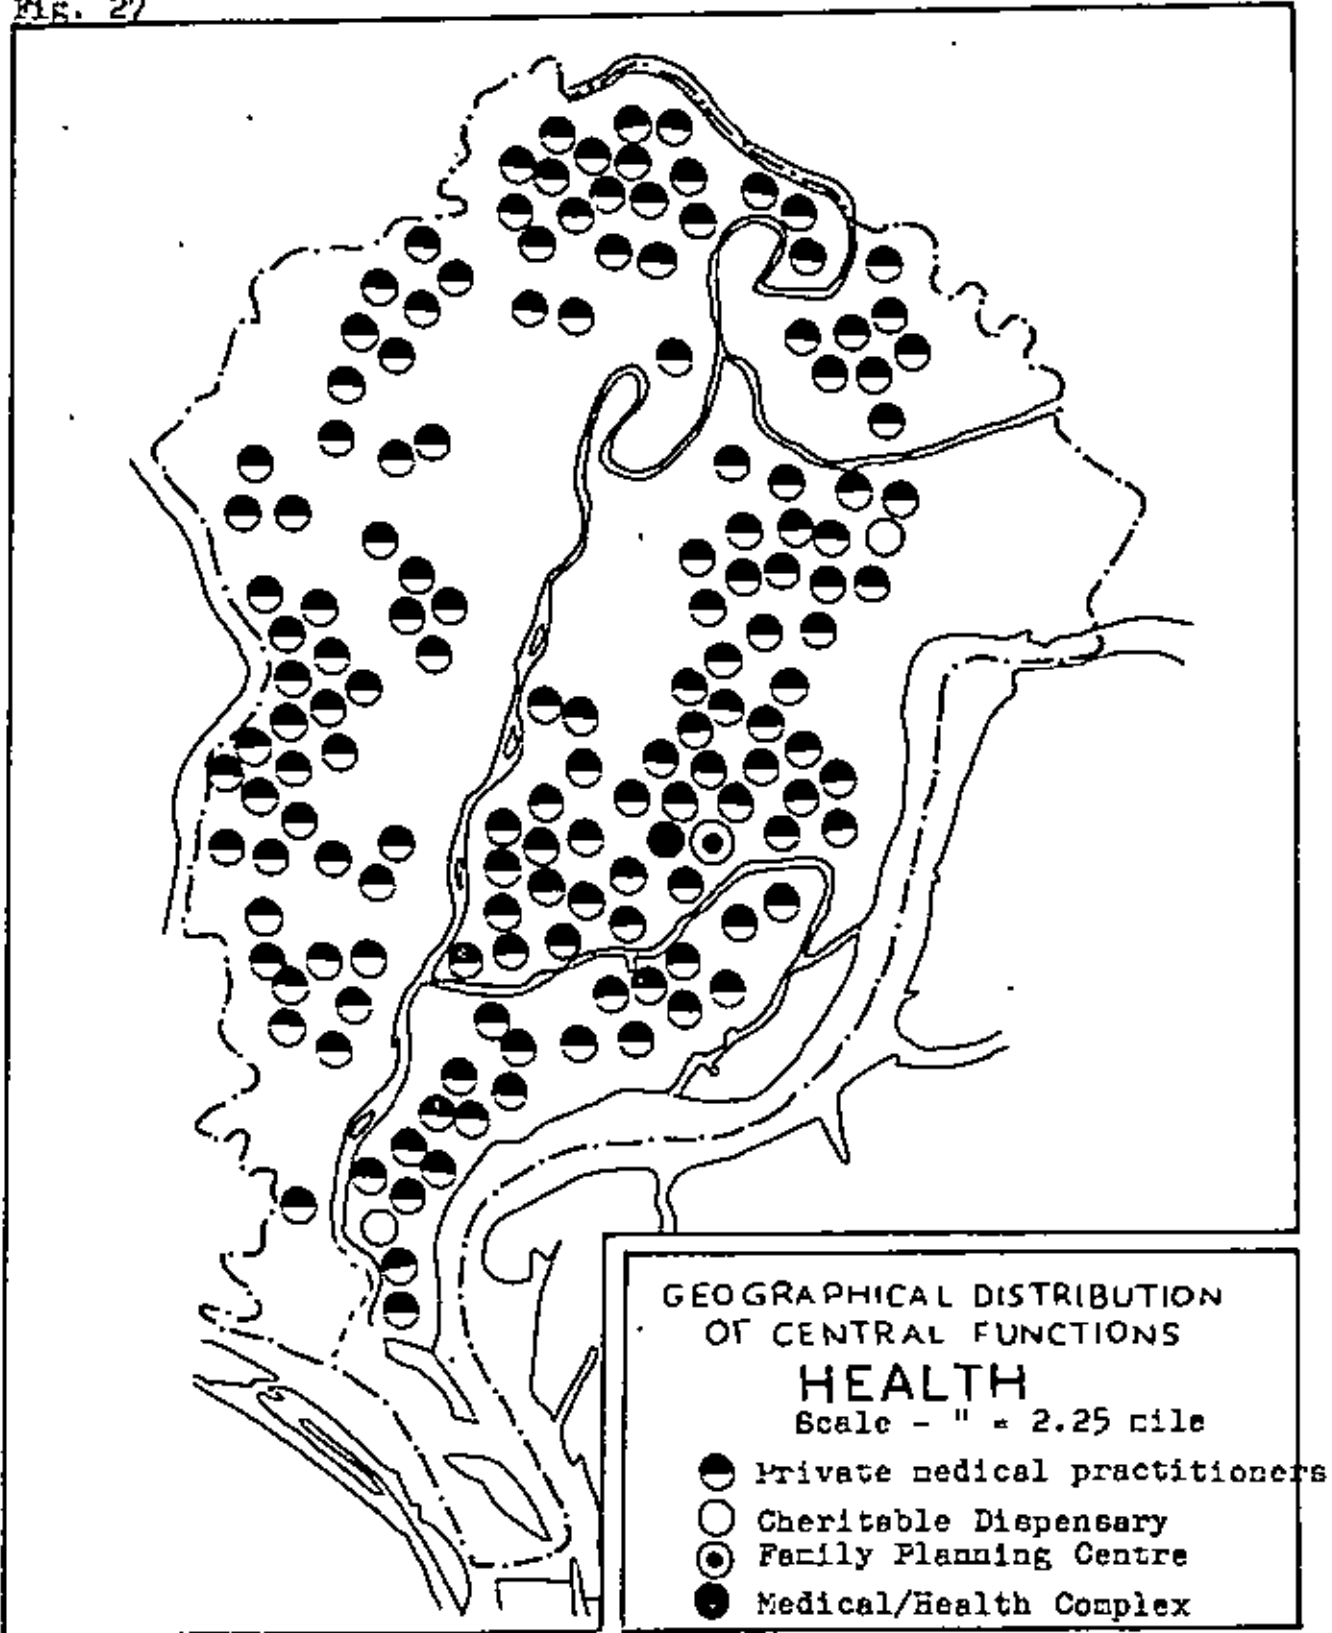 Fig. 27
GEOGRAPHICAL DISTRIBUTION
OF CENTRAL FUNCTIONS
HEALTH
Scale - " = 2.25 mile
Private medical practitioners
Cheritable Dispensary
Family Planning Centre
Medical/Health Complex